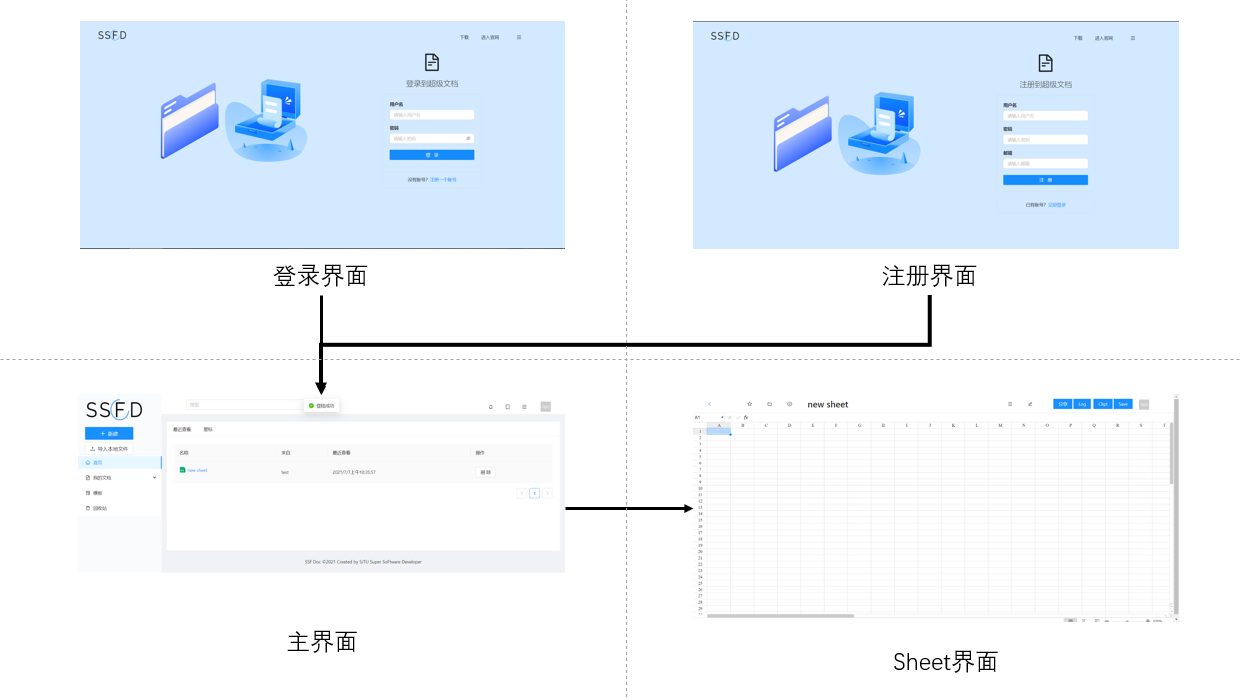 SSFD
下载 进入官网
登录到超级文档
用户名
请输入用户名
密码
请输入密码
登 录
没有账号? 注册一个账号
登录界面
SSFD
下载 进入官网
注册到超级文档
用户名
请输入用户名
密码
请输入密码
邮箱
请输入邮箱
注 册
已有账号? 立即登录
注册界面
SSFD
搜索
登陆成功
+ 新建
导入本地文件
首页
我的文档
模板
回收站
最近查看 星标
名称 来自 最近查看 操作
new sheet test 2021/7/7上午10:35:57 删 除
1
SSF Doc ©2021 Created by SJTU Super Software Developer
主界面
new sheet
分享 Log Chat Save
A1 fx
A B C D E F G H I J K L M N O P Q R S T
1
2
3
4
5
6
7
8
9
10
11
12
13
14
15
16
17
18
19
20
21
22
23
24
25
26
27
28
29
100%
Sheet界面